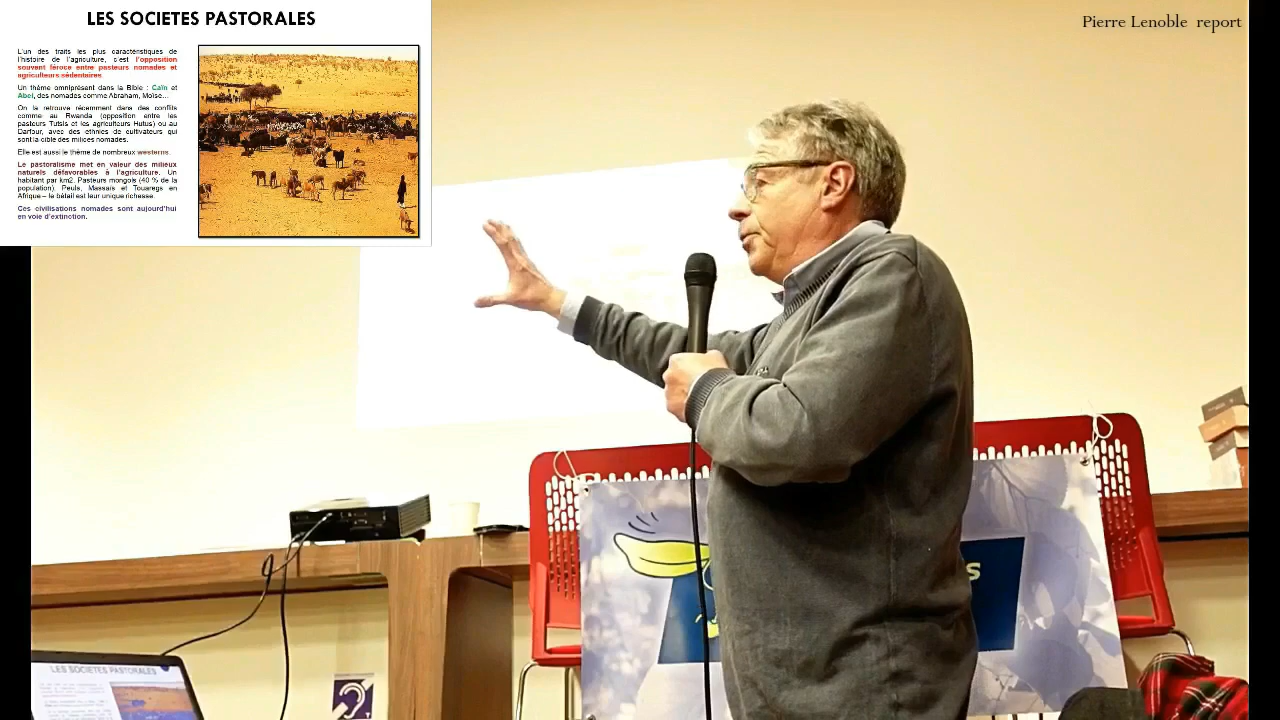 LES SOCIETES PASTORALES
Pierre Lenoble report
L'un des traits les plus caractéristiques de
l'histoire de l'agriculture, c'est l'opposition
souvent féroce entre pasteurs nomades et
agriculteurs sédentaires.
Un thème omniprésent dans la Bible : Caïn et
Abel, des nomades comme Abraham, Moïse...
On la retrouve récemment dans des conflits
comme au Rwanda (opposition entre les
pasteurs Tutsis et les agriculteurs Hutus) ou au
Darfour, avec des ethnies de cultivateurs qui
sont la cible des milices nomades.
Elle est aussi le thème de nombreux westerns.
Le pastoralisme met en valeur des milieux
naturels défavorables à l'agriculture. Un
habitant par km2. Pasteurs mongols (40 % de la
population). Peuls, Massaïs et Touaregs en
Afrique – le bétail est leur unique richesse.
Ces civilisations nomades sont aujourd'hui
en voie d'extinction.
s
LES SOCIETES PASTORALES